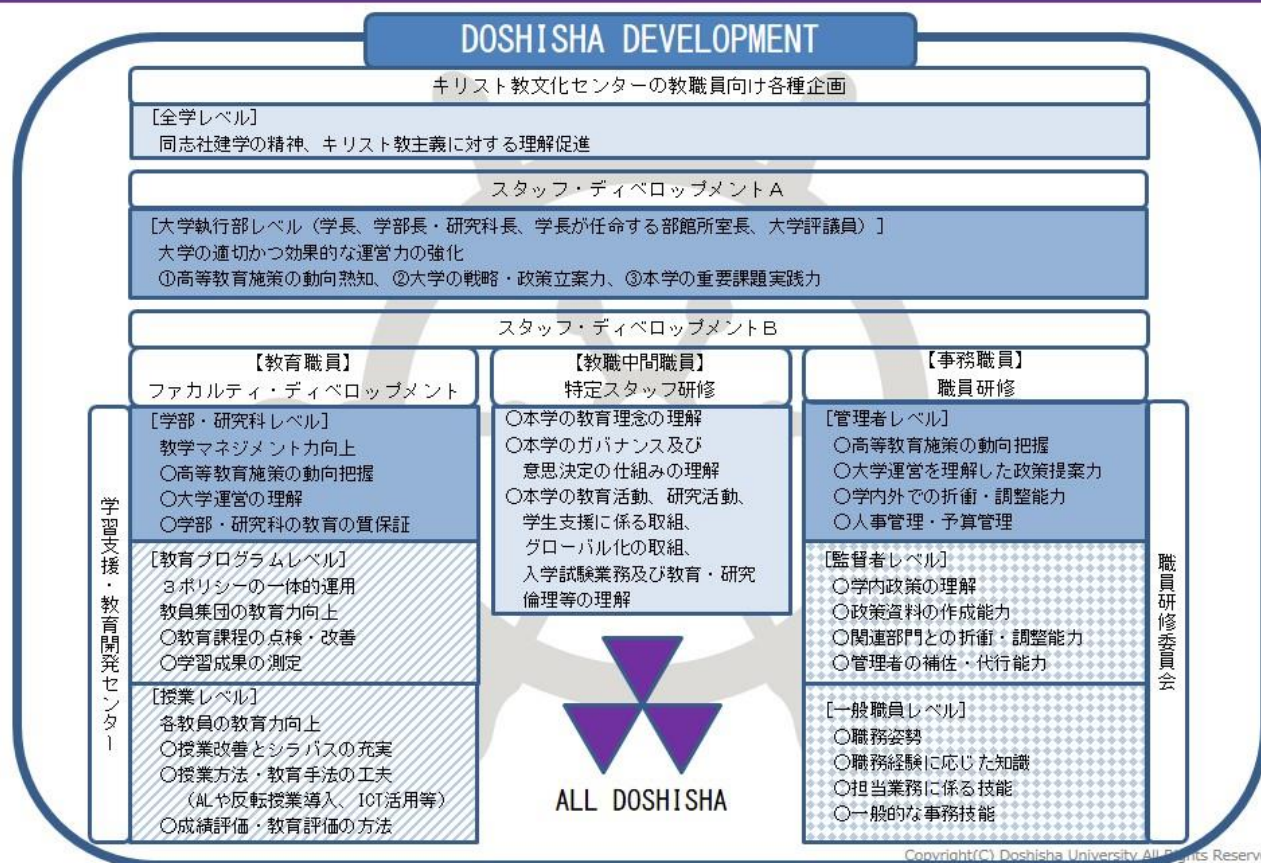 DOSHISHA DEVELOPMENT
キリスト教文化センターの教職員向け各種企画
[全学レベル]
同志社建学の精神、キリスト教主義に対する理解促進
スタッフ・ディベロップメントA
[大学執行部レベル（学長、学部長・研究科長、学長が任命する部館所室長、大学評議員）]
大学の適切かつ効果的な運営力の強化
①高等教育施策の動向熟知、②大学の戦略・政策立案力、③本学の重要課題実践力
スタッフ・ディベロップメントB
【教育職員】
ファカルティ・ディベロップメント
学習支援・教育開発センター
[学部・研究科レベル]
教学マネジメント力向上
○高等教育施策の動向把握
○大学運営の理解
○学部・研究科の教育の質保証
[教育プログラムレベル]
3ポリシーの一体的運用
教員集団の教育力向上
○教育課程の点検・改善
○学習成果の測定
[授業レベル]
各教員の教育力向上
○授業改善とシラバスの充実
○授業方法・教育手法の工夫
（ALや反転授業導入、ICT活用等）
○成績評価・教育評価の方法
【教職中間職員】
特定スタッフ研修
○本学の教育理念の理解
○本学のガバナンス及び
意思決定の仕組みの理解
○本学の教育活動、研究活動、
学生支援に係る取組、
グローバル化の取組、
入学試験業務及び教育・研究
倫理等の理解
ALL DOSHISHA
【事務職員】
職員研修
[管理者レベル]
○高等教育施策の動向把握
○大学運営を理解した政策提案力
○学内外での折衝・調整能力
○人事管理・予算管理
[監督者レベル]
○学内政策の理解
○政策資料の作成能力
○関連部門との折衝・調整能力
○管理者の補佐・代行能力
[一般職員レベル]
○職務姿勢
○職務経験に応じた知識
○担当業務に係る技能
○一般的な事務技能
職員研修委員会
Copyright(C) Doshisha University All Rights Reserv